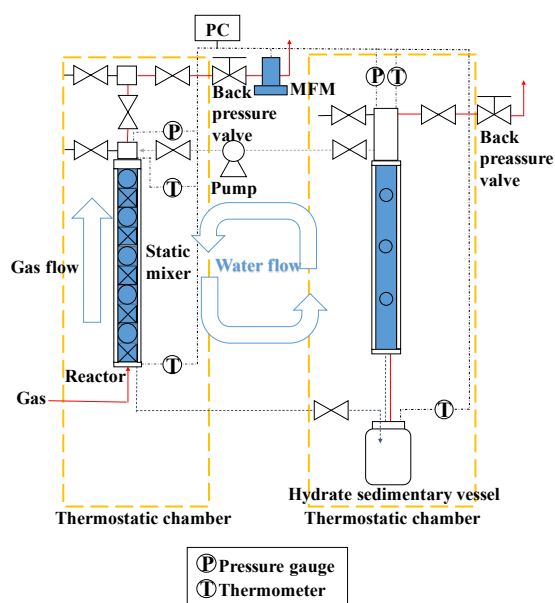 PC
P
T
MFM
Back
pressure
valve
P
Pump
T
Back
preassure
valve
Static
mixer
Gas flow
Water flow
T
Reactor
Gas
T
Hydrate sedimentary vessel
Thermostatic chamber
Thermostatic chamber
P Pressure gauge
T Thermometer